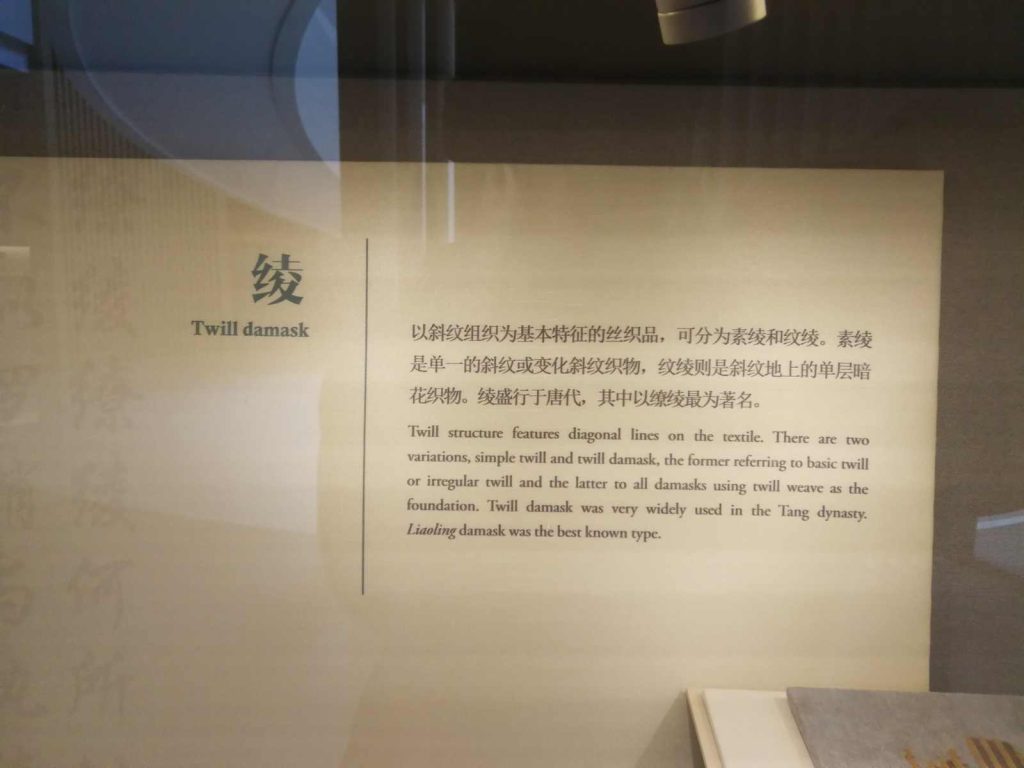 绫
Twill damask
以斜纹组织为基本特征的丝织品，可分为素绫和纹绫。素绫
是单一的斜纹或变化斜纹织物，纹绫则是斜纹地上的单层暗
花织物。绫盛行于唐代，其中以缭绫最为著名。
Twill structure features diagonal lines on the textile. There are two
variations, simple twill and twill damask, the former referring to basic twill
or irregular twill and the latter to all damasks using twill weave as the
foundation. Twill damask was very widely used in the Tang dynasty.
Liaoling damask was the best known type.
何
所